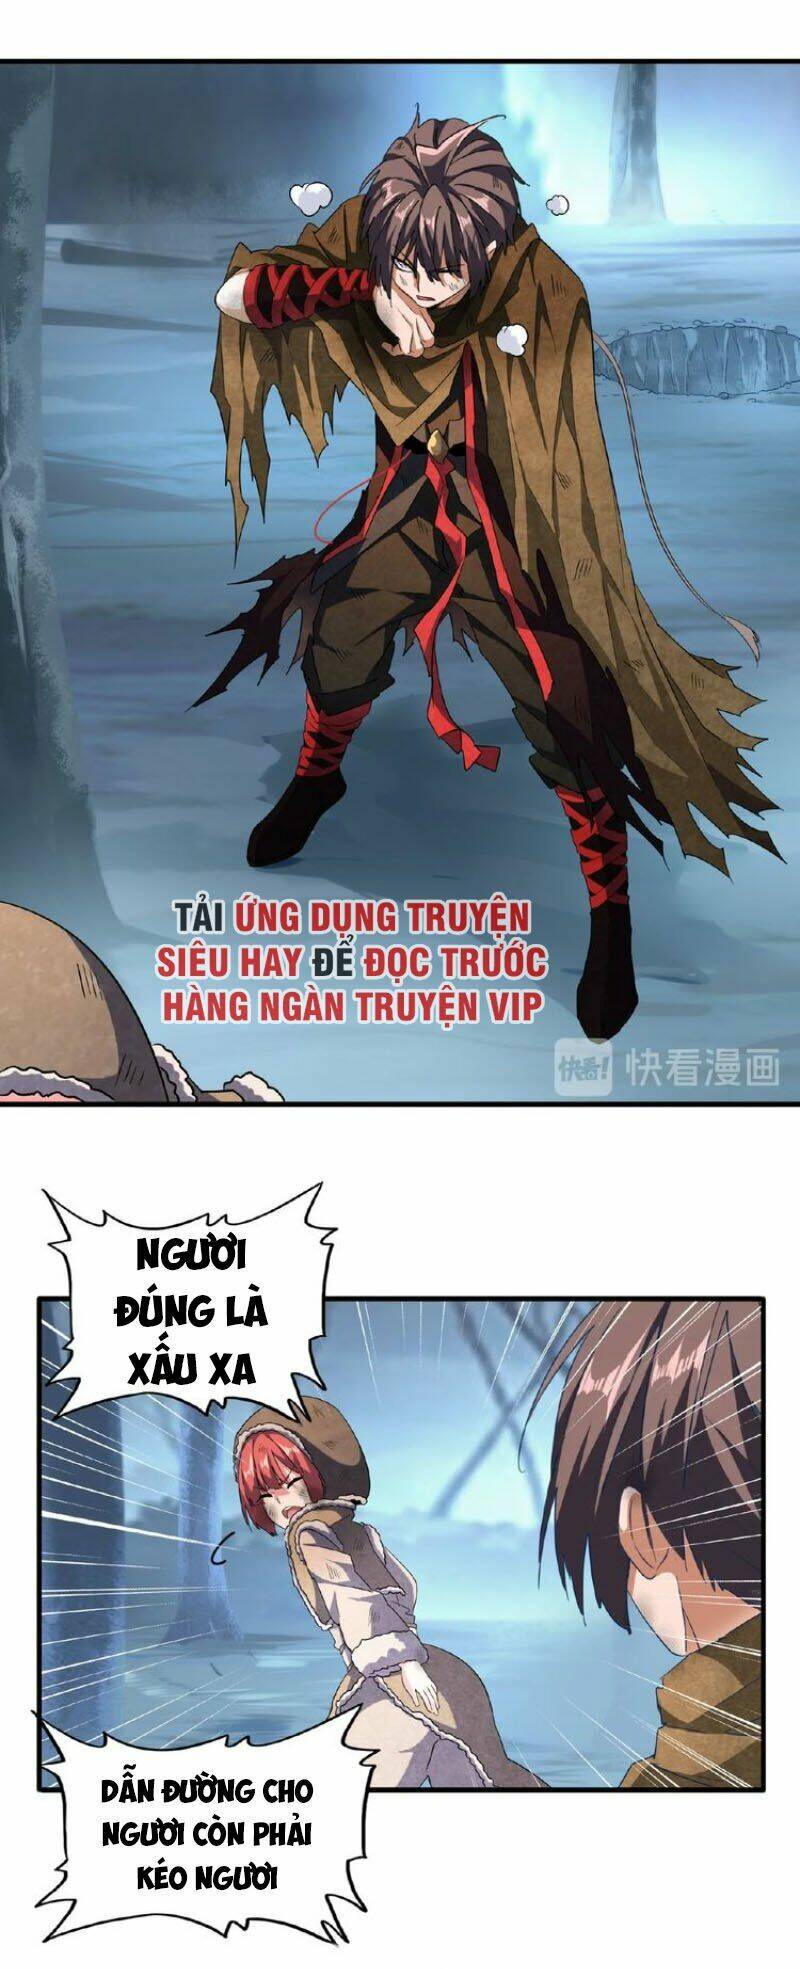 TẢI ỨNG DỤNG TRUYỆN
SIÊU HAY ĐỂ ĐỌC TRƯỚC
HÀNG NGÀN TRUYỆN VIP
快看! 快看漫画
NGƯƠI
ĐÚNG LÀ
XẤU XA
DẪN ĐƯỜNG CHO
NGƯƠI CÒN PHẢI
KÉO NGƯƠI